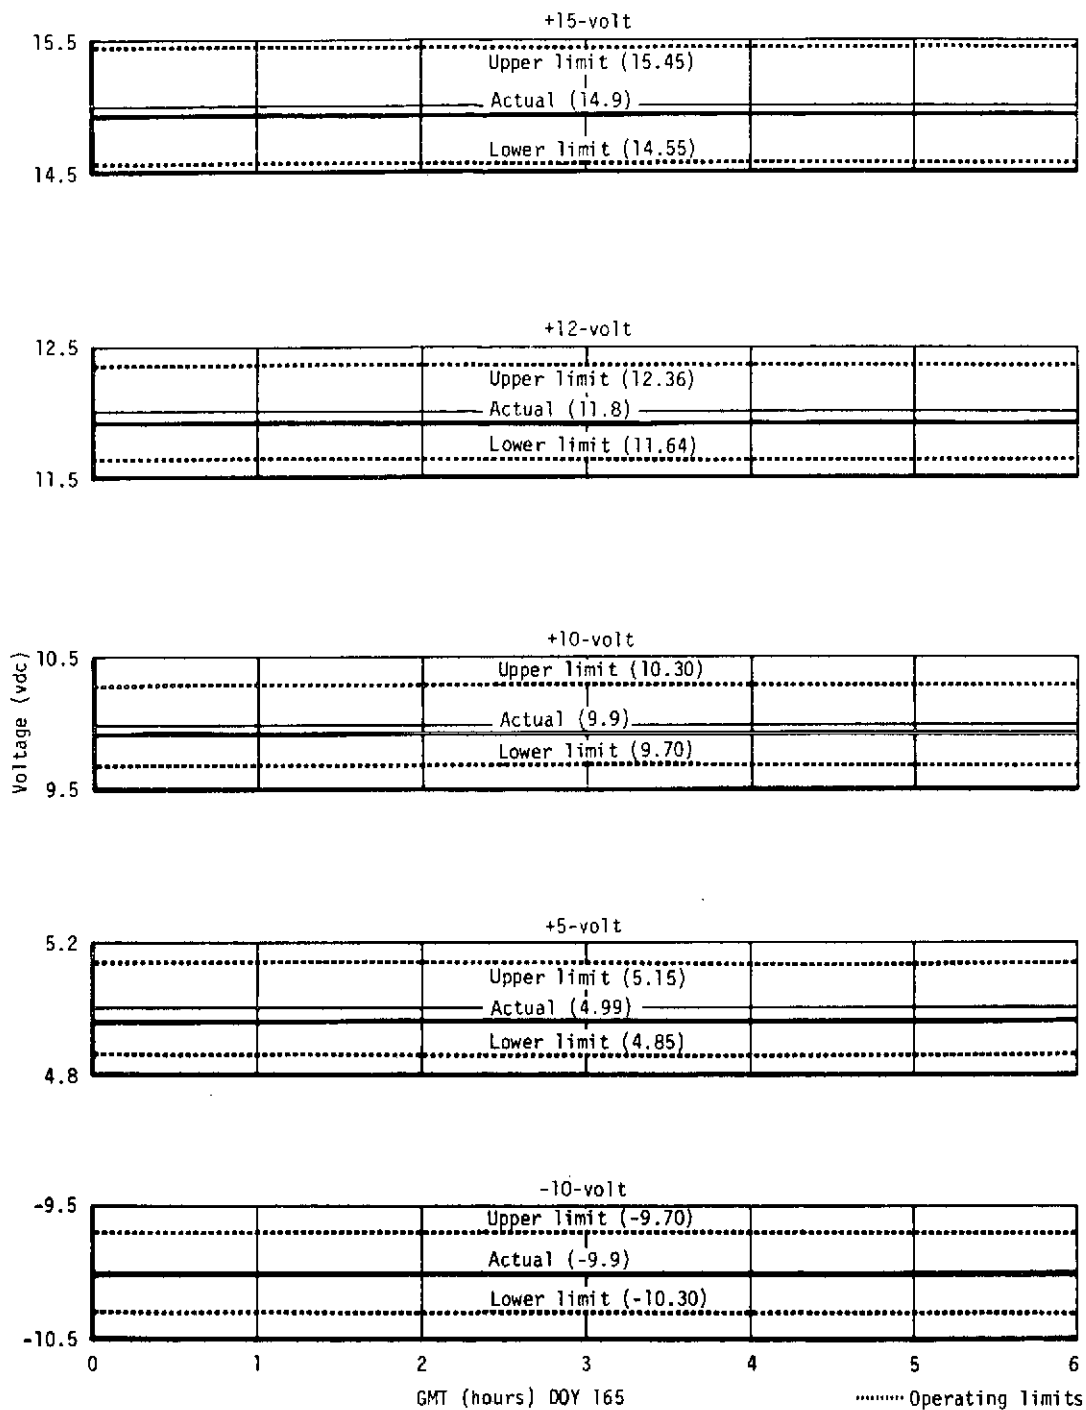 +15-volt
15.5
Upper limit (15.45)
Actual (14.9)
Lower limit (14.55)
14.5
+12-volt
12.5
Upper limit (12.36)
Actual (11.8)
Lower limit (11.64)
11.5
Voltage (vdc)
+10-volt
10.5
Upper limit (10.30)
Actual (9.9)
Lower limit (9.70)
9.5
+5-volt
5.2
Upper limit (5.15)
Actual (4.99)
Lower limit (4.85)
4.8
-10-volt
-9.5
Upper limit (-9.70)
Actual (-9.9)
Lower limit (-10.30)
-10.5
0 1 2 3 4 5 6
GMT (hours) DOY 165
Operating limits